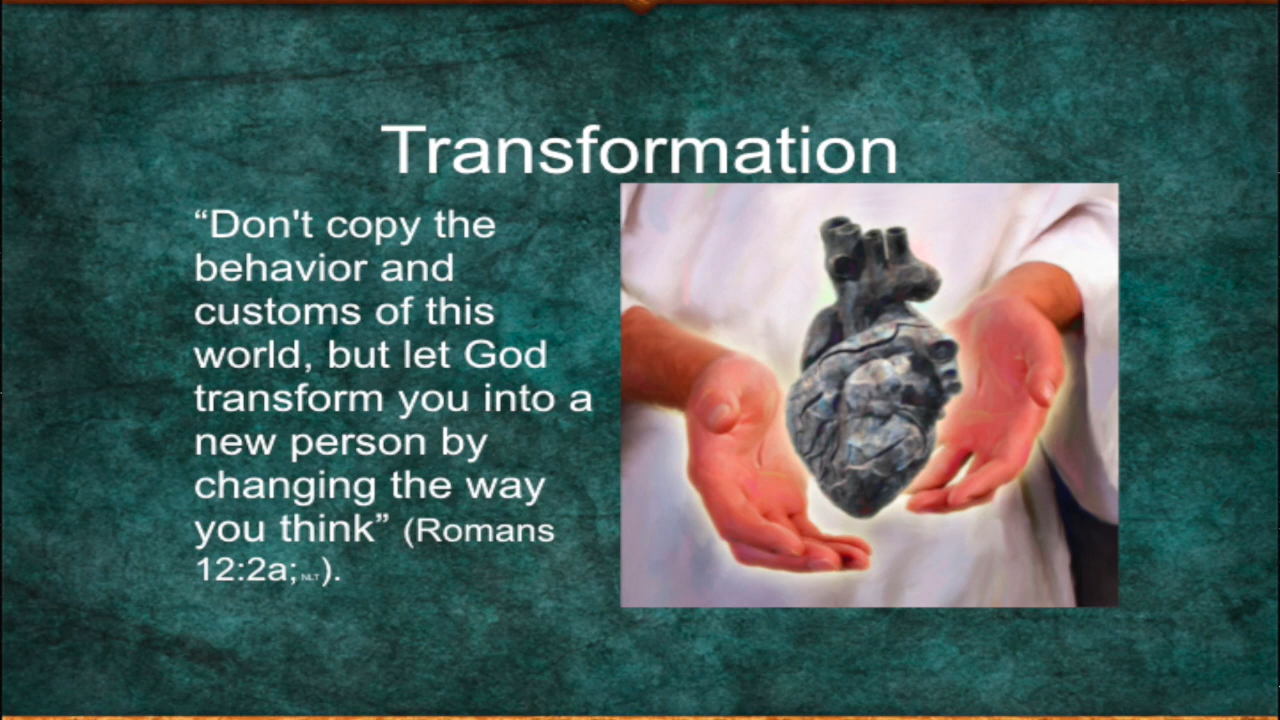 Transformation
“Don't copy the
behavior and
customs of this
world, but let God
transform you into a
new person by
changing the way
you think” (Romans
12:2a; NLT).